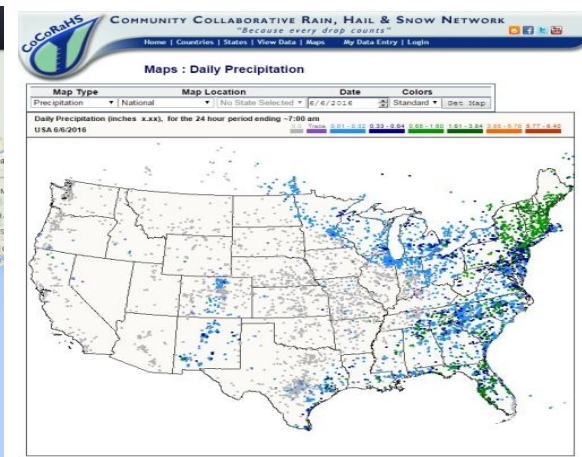 CoCoRaHS
COMMUNITY COLLABORATIVE RAIN, HAIL & SNOW NETWORK
"Because every drop counts"
Home | Countries | States | View Data | Maps My Data Entry | Login
Maps : Daily Precipitation
Map Type Map Location Date Colors
Precipitation National No State Selected 6/6/2016 Standard Get Map
Daily Precipitation (inches x.xx), for the 24 hour period ending ~7:00 am
USA 6/6/2016 0.0 Trace 0.01 - 0.32 0.33 - 0.64 0.65 - 1.60 1.61 - 3.84 3.85 - 5.76 5.77 - 6.40